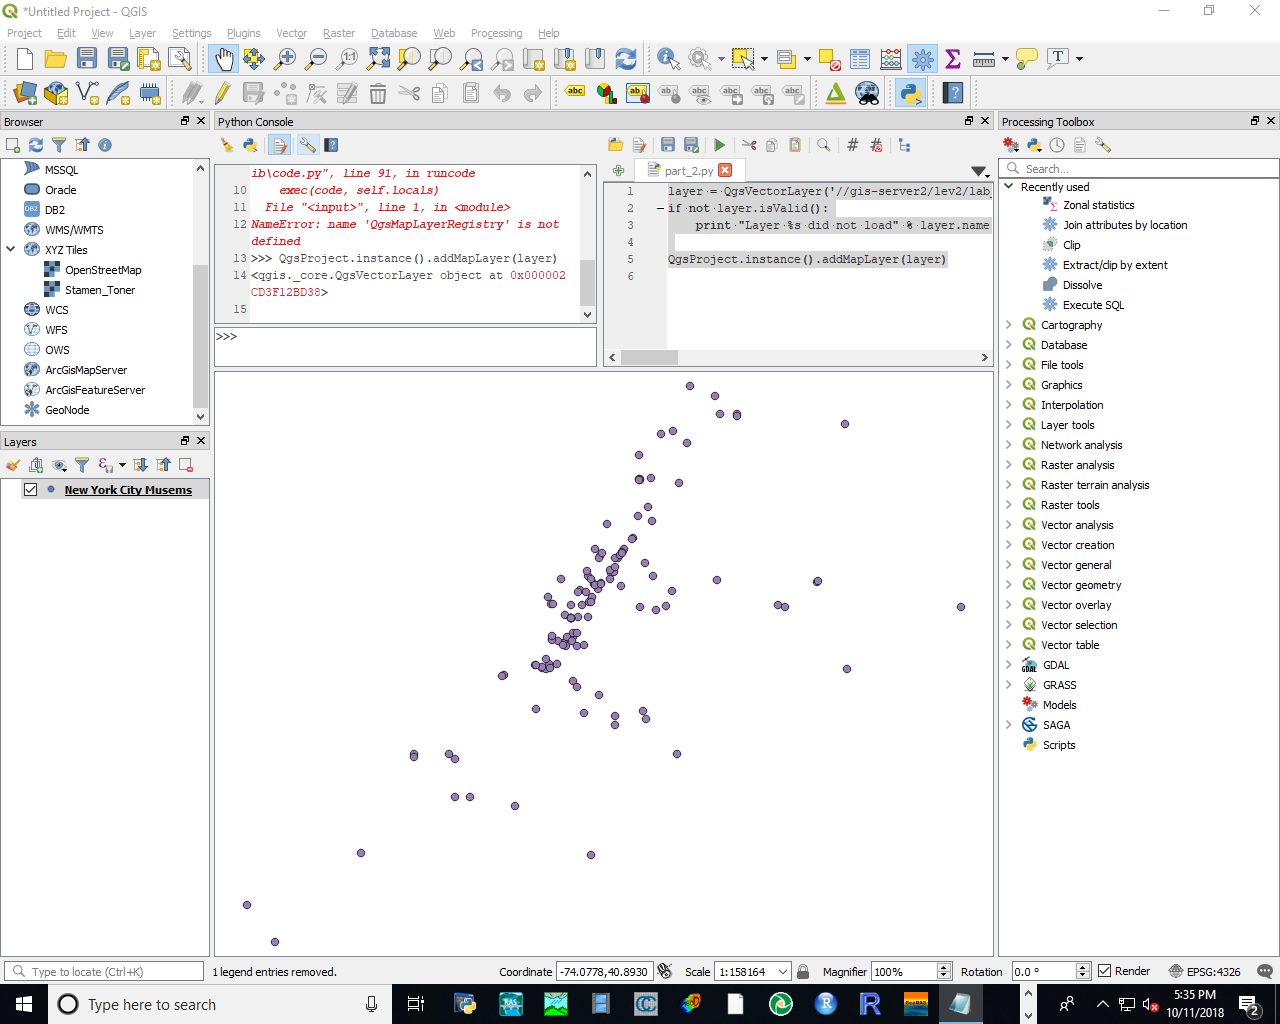 *Untitled Project - QGIS
Project Edit View Layer Settings Plugins Vector Raster Database Web Processing Help
Browser
MSSQL
Oracle
DB2
WMS/WMTS
XYZ Tiles
OpenStreetMap
Stamen_Toner
WCS
WFS
OWS
ArcGisMapServer
ArcGisFeatureServer
GeoNode
Layers
New York City Musems
Python Console
ib\code.py", line 91, in runcode
10 exec(code, self.locals)
11 File "<input>", line 1, in <module>
12 NameError: name 'QgsMapLayerRegistry' is not
defined
13 >>> QgsProject.instance().addMapLayer(layer)
14 <qgis._core.QgsVectorLayer object at 0x000002
CD3F12BD38>
15
>>>
part_2.py
1 layer = QgsVectorLayer('//gis-server2/lev2/lab_
2 if not layer.isValid():
3 print "Layer %s did not load" % layer.name
4
5 QgsProject.instance().addMapLayer(layer)
6
Processing Toolbox
Search...
Recently used
Zonal statistics
Join attributes by location
Clip
Extract/clip by extent
Dissolve
Execute SQL
Cartography
Database
File tools
Graphics
Interpolation
Layer tools
Network analysis
Raster analysis
Raster terrain analysis
Raster tools
Vector analysis
Vector creation
Vector general
Vector geometry
Vector overlay
Vector selection
Vector table
GDAL
GRASS
Models
SAGA
Scripts
Type to locate (Ctrl+K) 1 legend entries removed. Coordinate -74.0778,40.8930 Scale 1:158164 Magnifier 100% Rotation 0.0 ° Render EPSG:4326
Type here to search
5:35 PM
10/11/2018
2